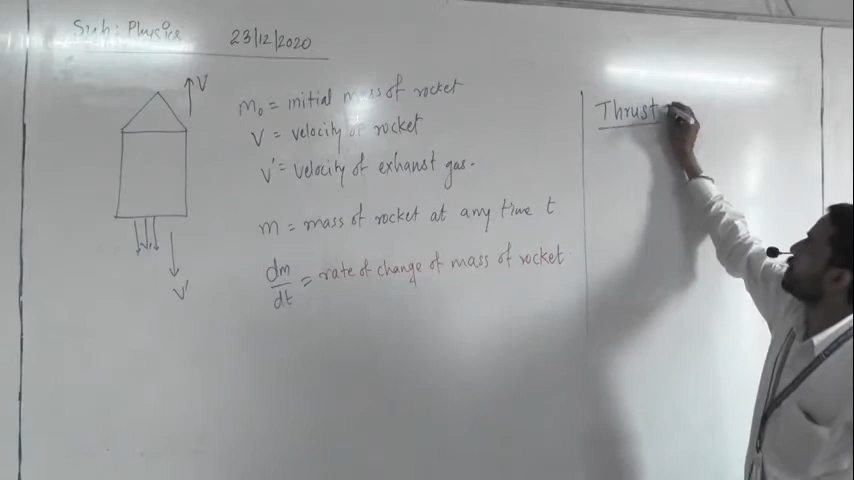 Sub: Physics 23/12/2020
V
m₀ = initial mass of rocket
V = velocity of rocket
V' = velocity of exhaust gas.
m = mass of rocket at any time t
dm/dt = rate of change of mass of rocket
V'
Thrust